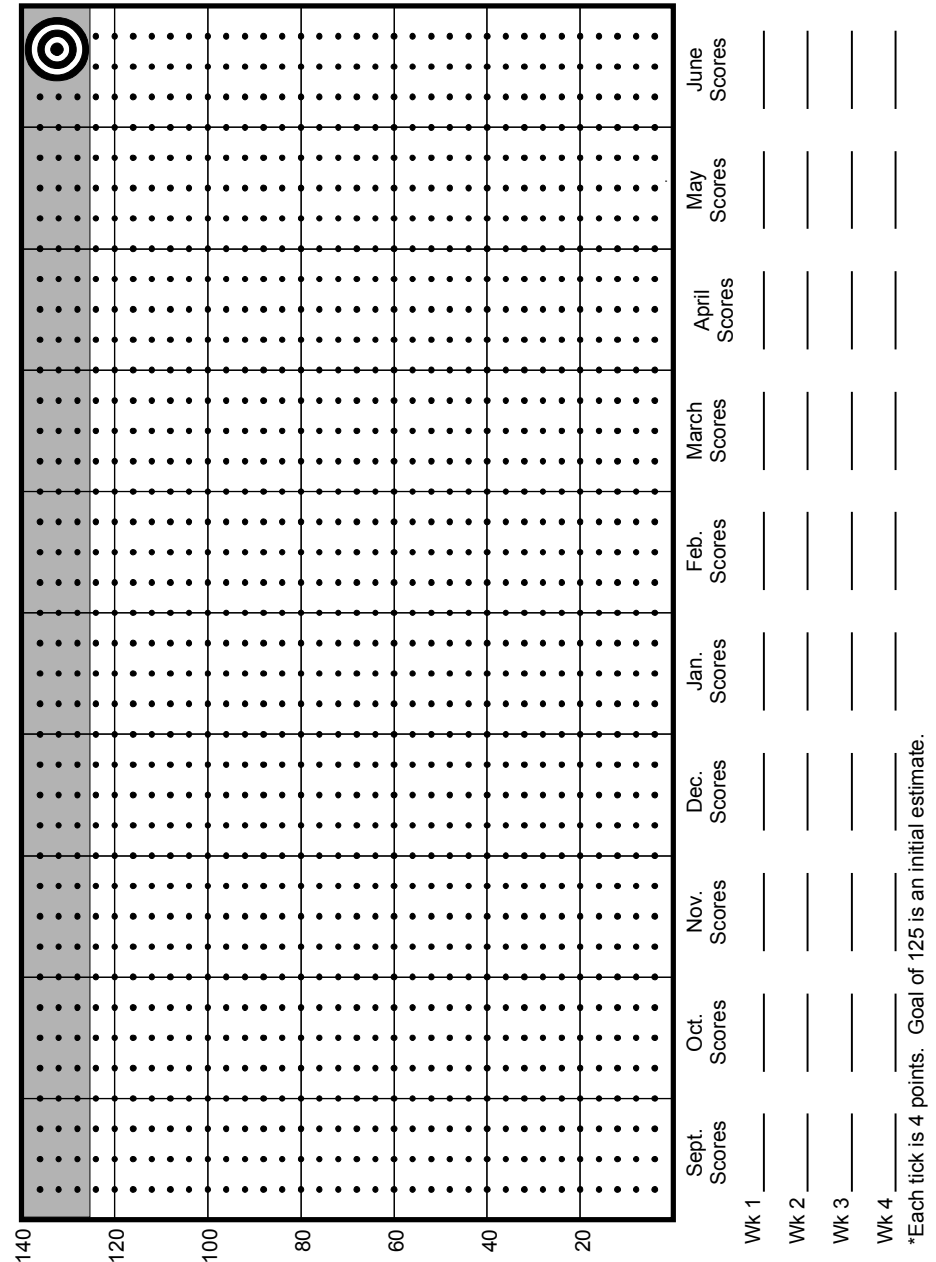 140
120
100
80
60
40
20
Sept.
Scores
Oct.
Scores
Nov.
Scores
Dec.
Scores
Jan.
Scores
Feb.
Scores
March
Scores
April
Scores
May
Scores
June
Scores
Wk 1
Wk 2
Wk 3
Wk 4
*Each tick is 4 points. Goal of 125 is an initial estimate.